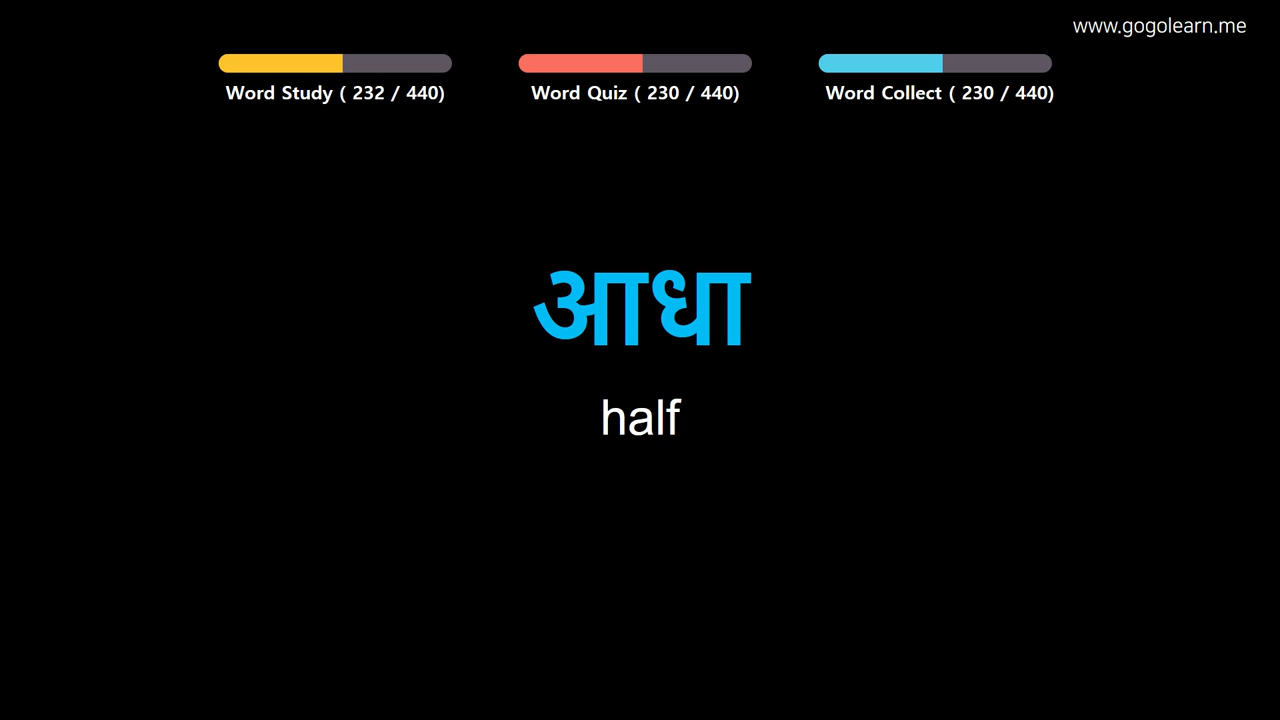 www.gogolearn.me
Word Study ( 232 / 440)
Word Quiz ( 230 / 440)
Word Collect ( 230 / 440)
आधा
half